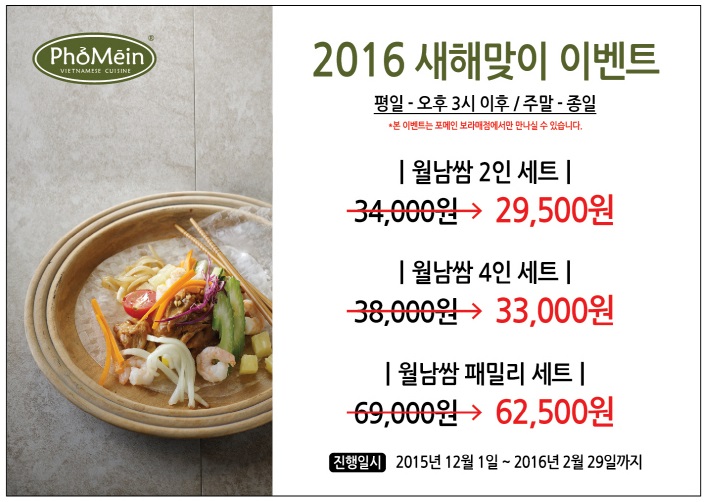 PhởMein®
VIETNAMESE CUISINE
2016 새해맞이 이벤트
평일 - 오후 3시 이후 / 주말 - 종일
*본 이벤트는 포메인 보라매점에서만 만나실 수 있습니다.
| 월남쌈 2인 세트 |
34,000원→ 29,500원
| 월남쌈 4인 세트 |
38,000원→ 33,000원
| 월남쌈 패밀리 세트 |
69,000원→ 62,500원
진행일시 2015년 12월 1일 ~ 2016년 2월 29일까지